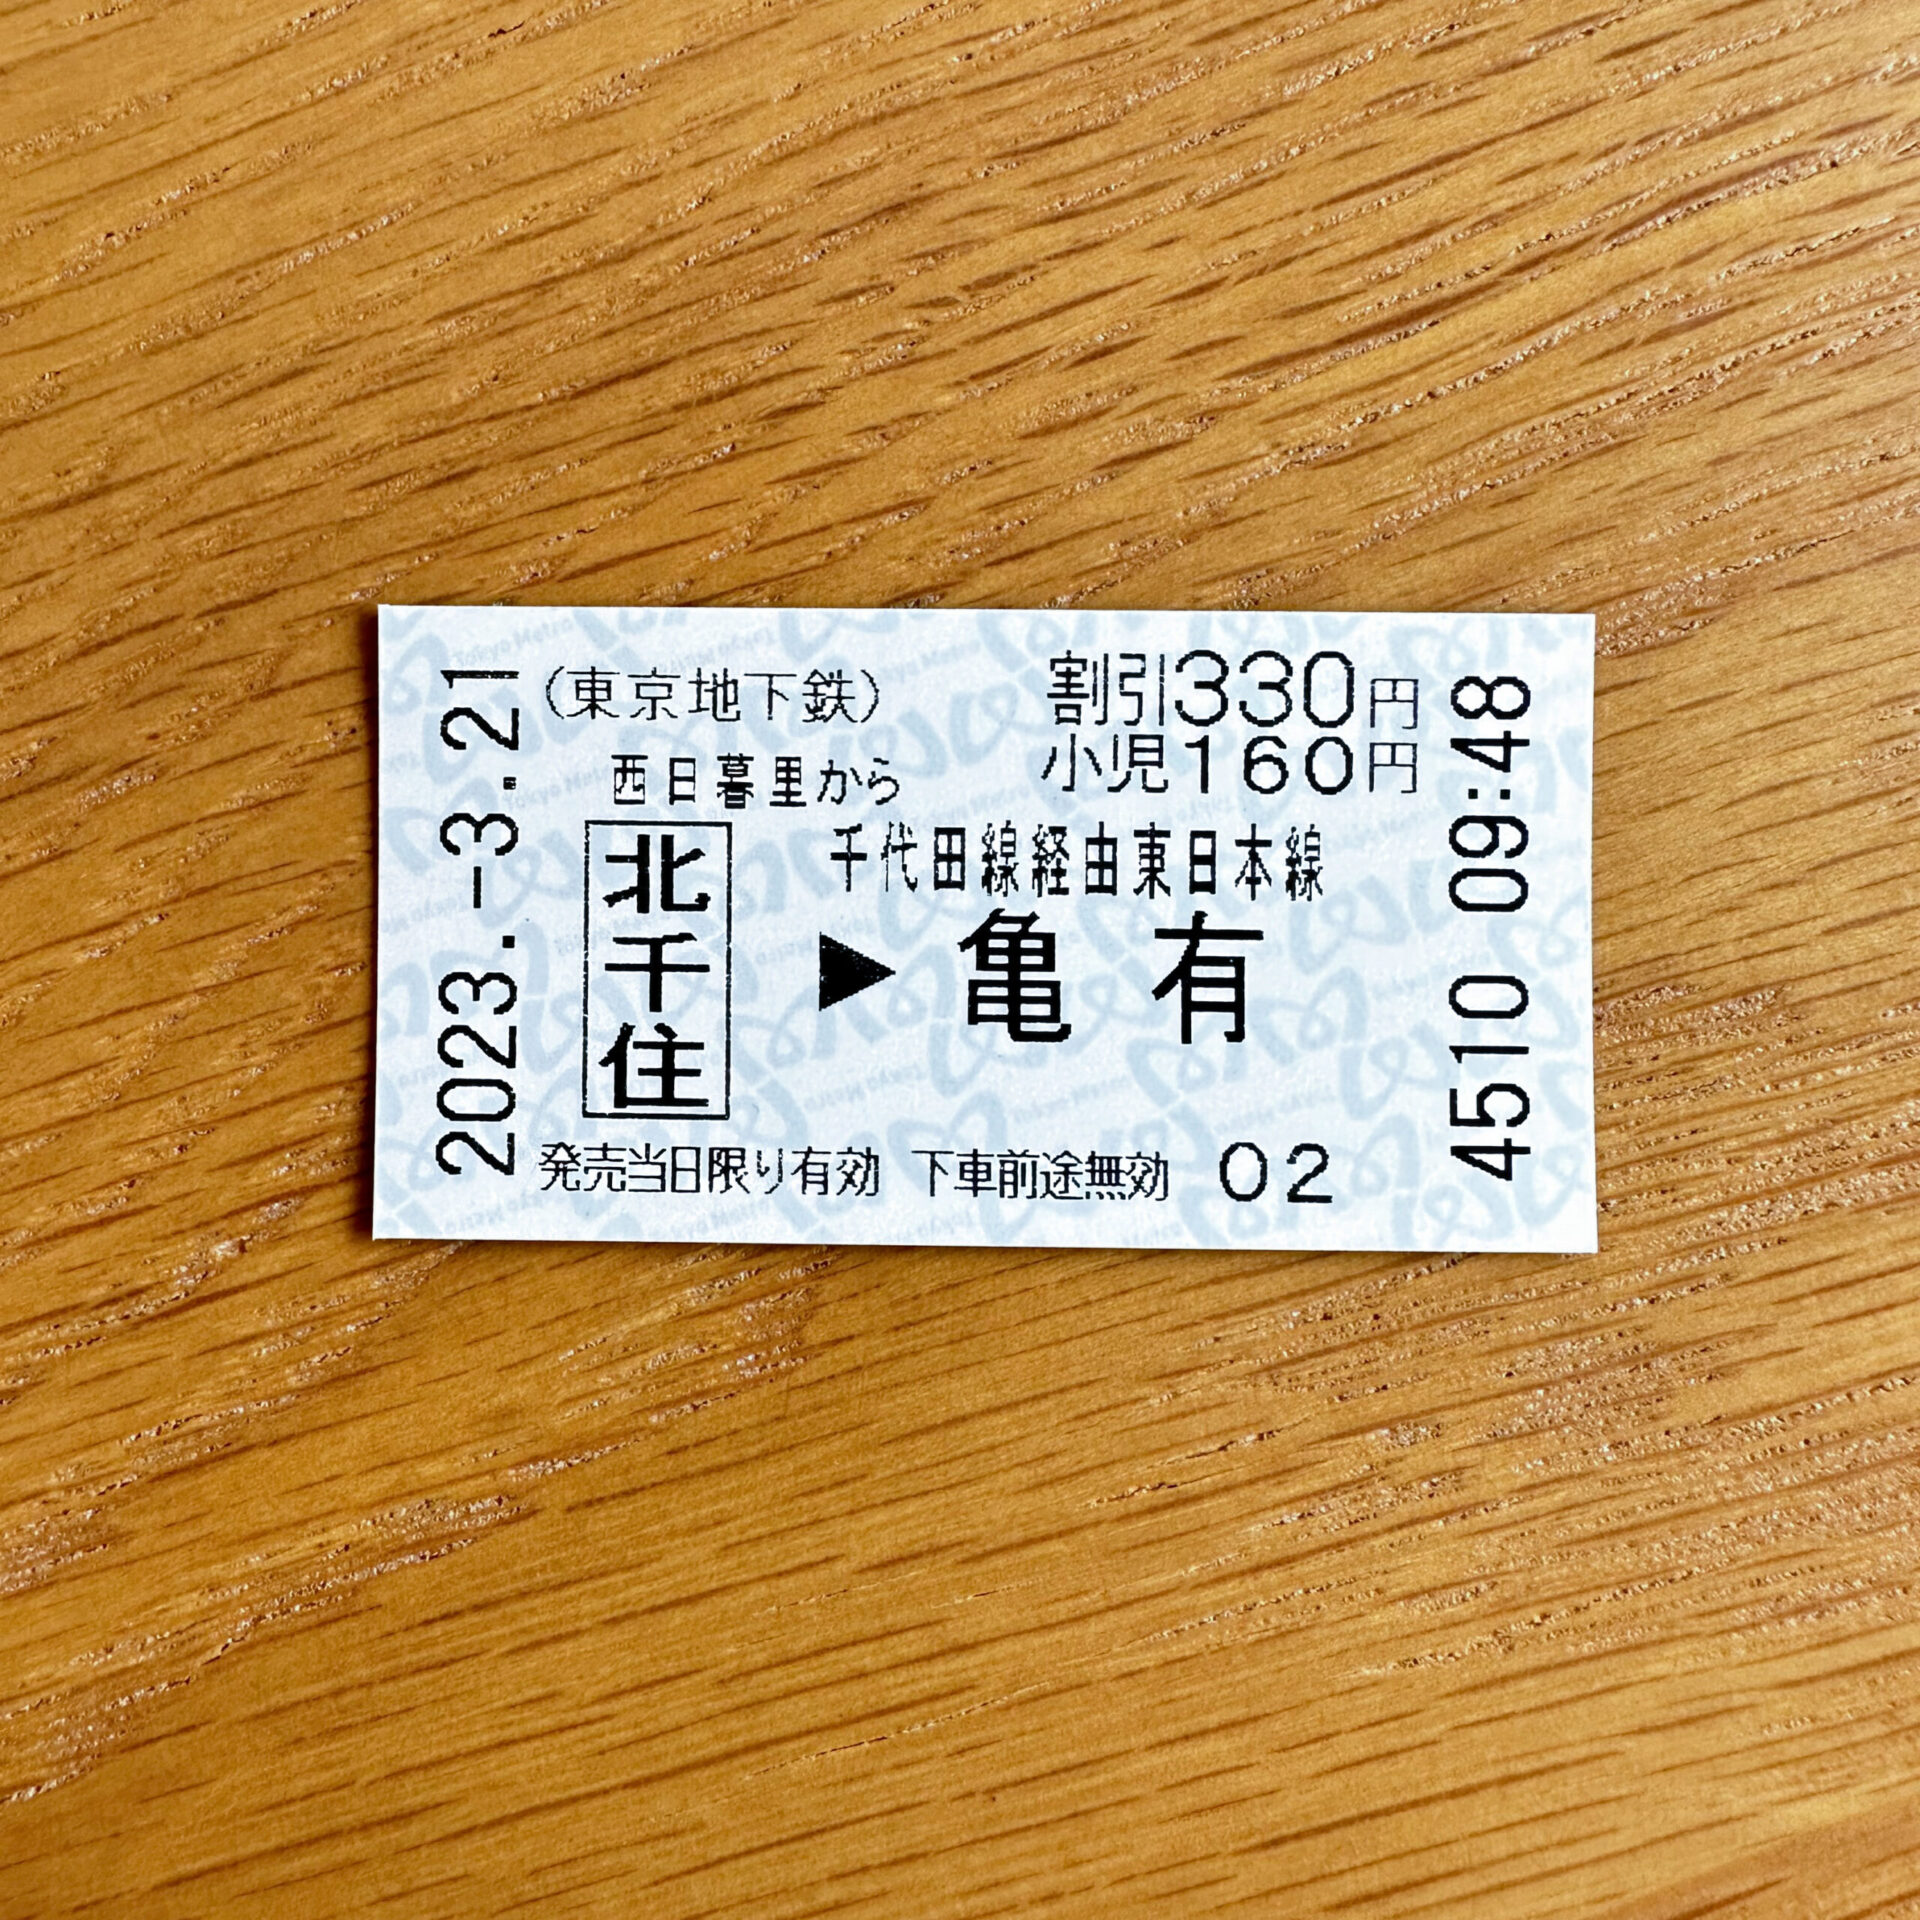 2023.-3.21
(東京地下鉄)
割引330円
西日暮里から
小児160円
千代田線経由東日本線
北千住
▶ 亀有
発売当日限り有効 下車前途無効 02
4510 09:48
Tokyo Metro